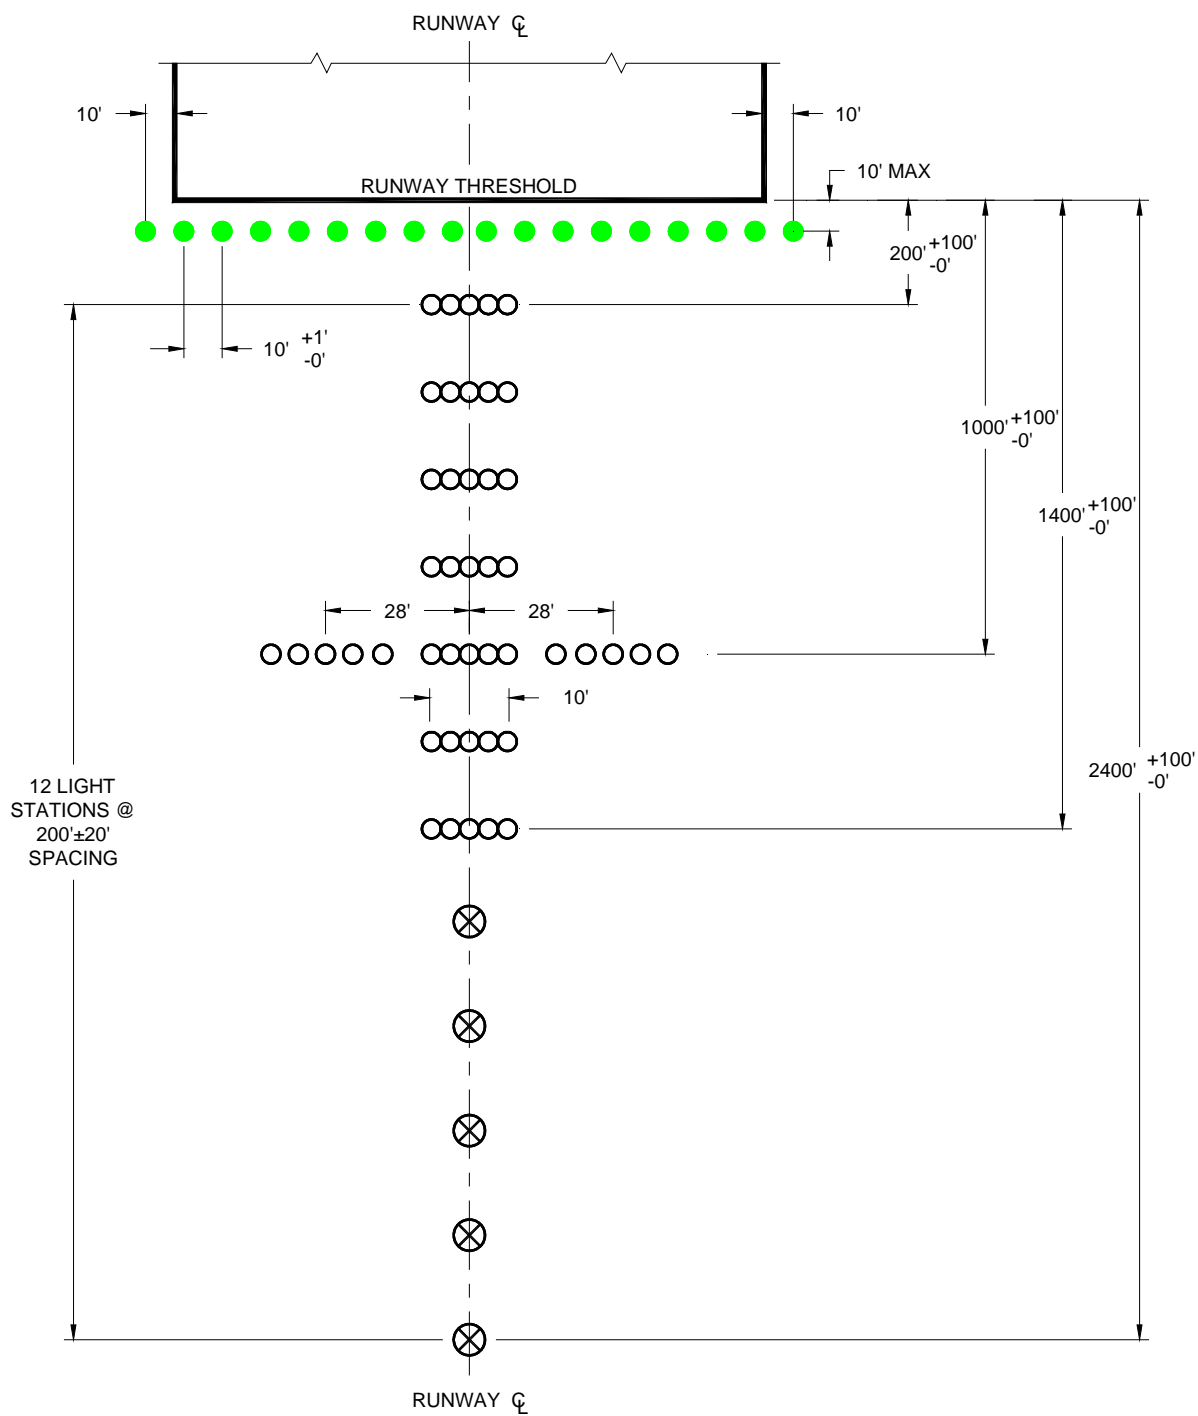 RUNWAY ℄
10'
10'
10' MAX
RUNWAY THRESHOLD
200' +100'
-0'
10' +1'
-0'
1000' +100'
-0'
1400' +100'
-0'
28'
28'
10'
2400' +100'
-0'
12 LIGHT
STATIONS @
200'±20'
SPACING
RUNWAY ℄